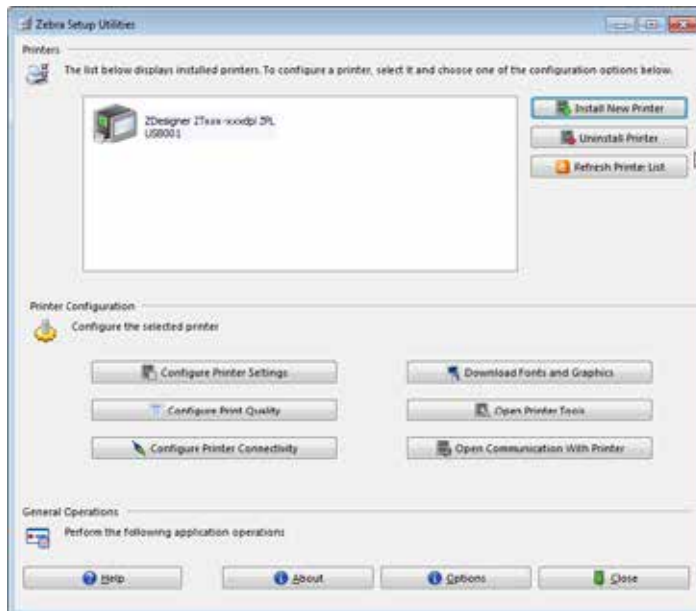 Zebra Setup Utilities
Printers
The list below displays installed printers. To configure a printer, select it and choose one of the configuration options below.
ZDesigner ZTxxx-xxxdpi ZPL
USB001
Install New Printer
Uninstall Printer
Refresh Printer List
Printer Configuration
Configure the selected printer
Configure Printer Settings
Download Fonts and Graphics
Configure Print Quality
Open Printer Tools
Configure Printer Connectivity
Open Communication With Printer
General Operations
Perform the following application operations
Help
About
Options
Close